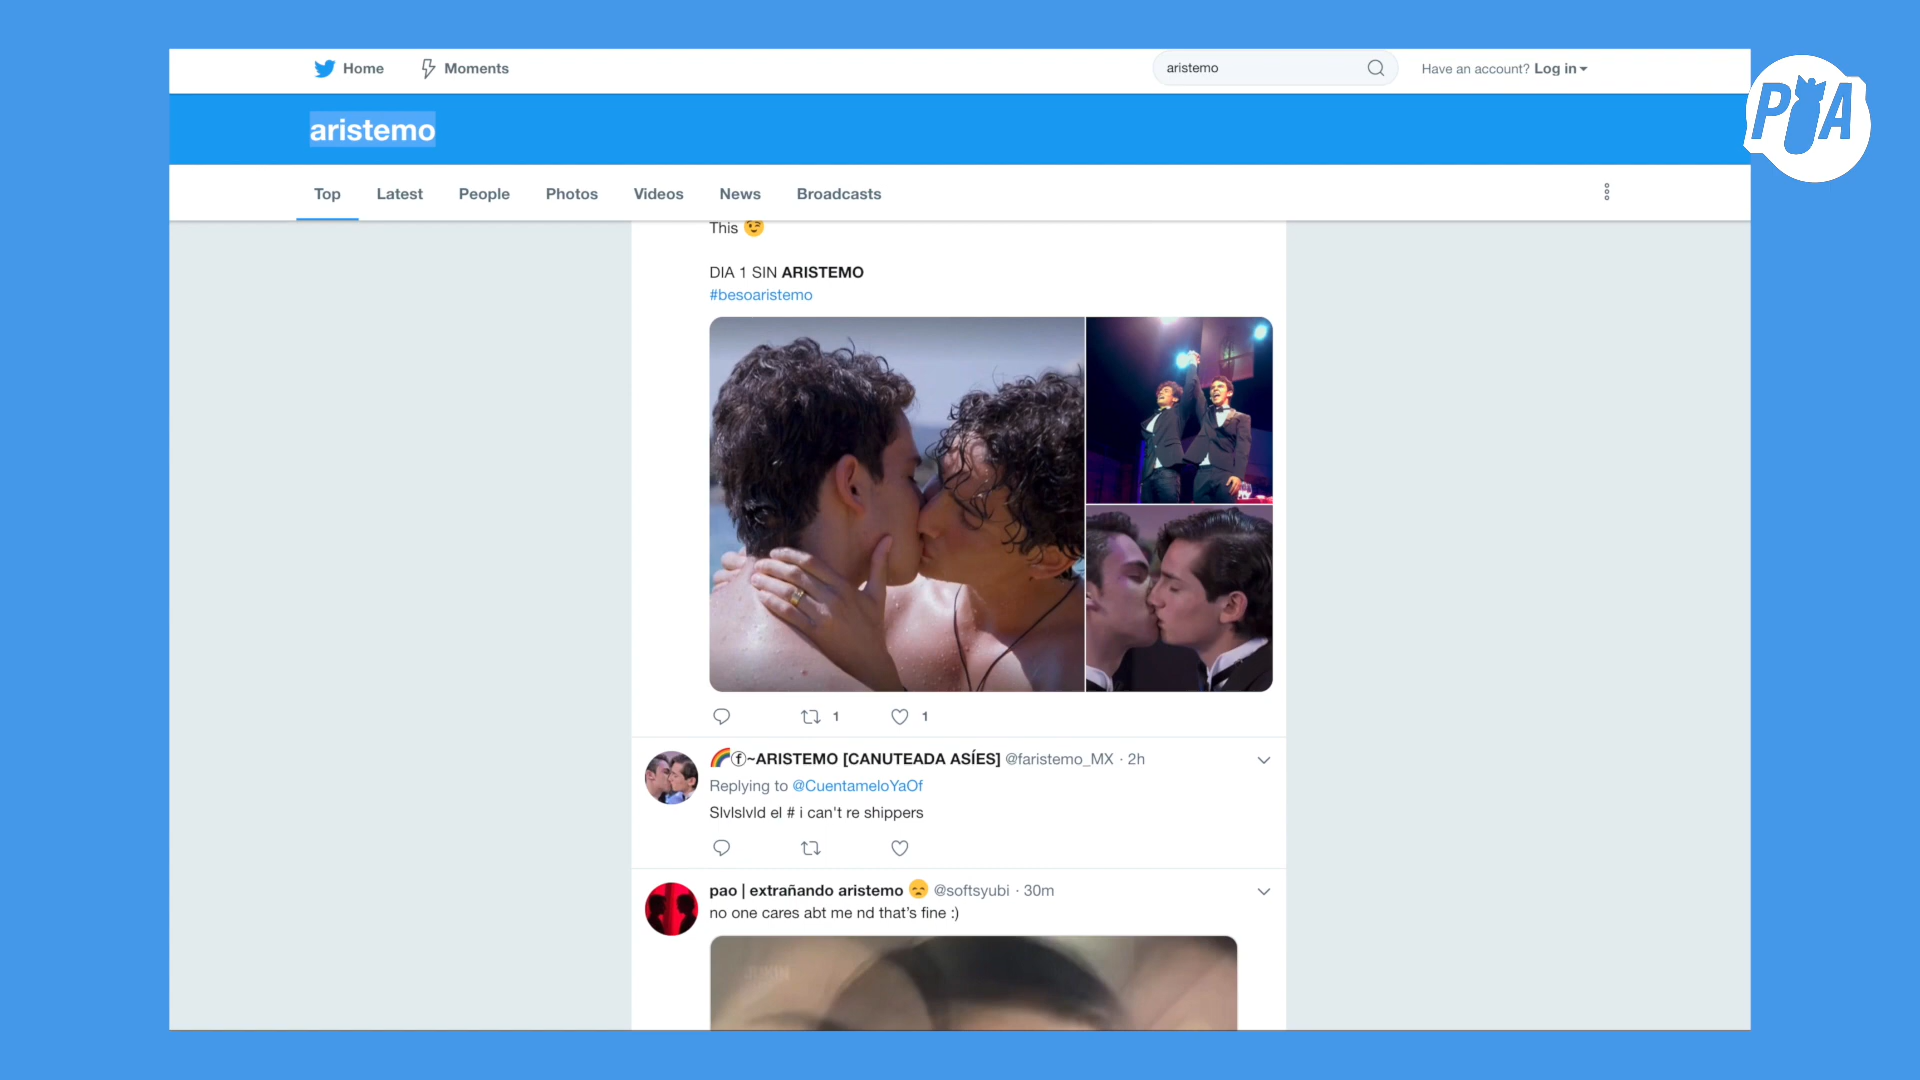 Home
Moments
aristemo
Have an account? Log in
PA
aristemo
Top
Latest
People
Photos
Videos
News
Broadcasts
This 😉
DIA 1 SIN ARISTEMO
#besoaristemo
1
1
🌈ⓕ~ARISTEMO [CANUTEADA ASÍES] @faristemo_MX · 2h
Replying to @CuentameloYaOf
Slvlslvld el # i can't re shippers
pao | extrañando aristemo 😞 @softsyubi · 30m
no one cares abt me nd that’s fine :)